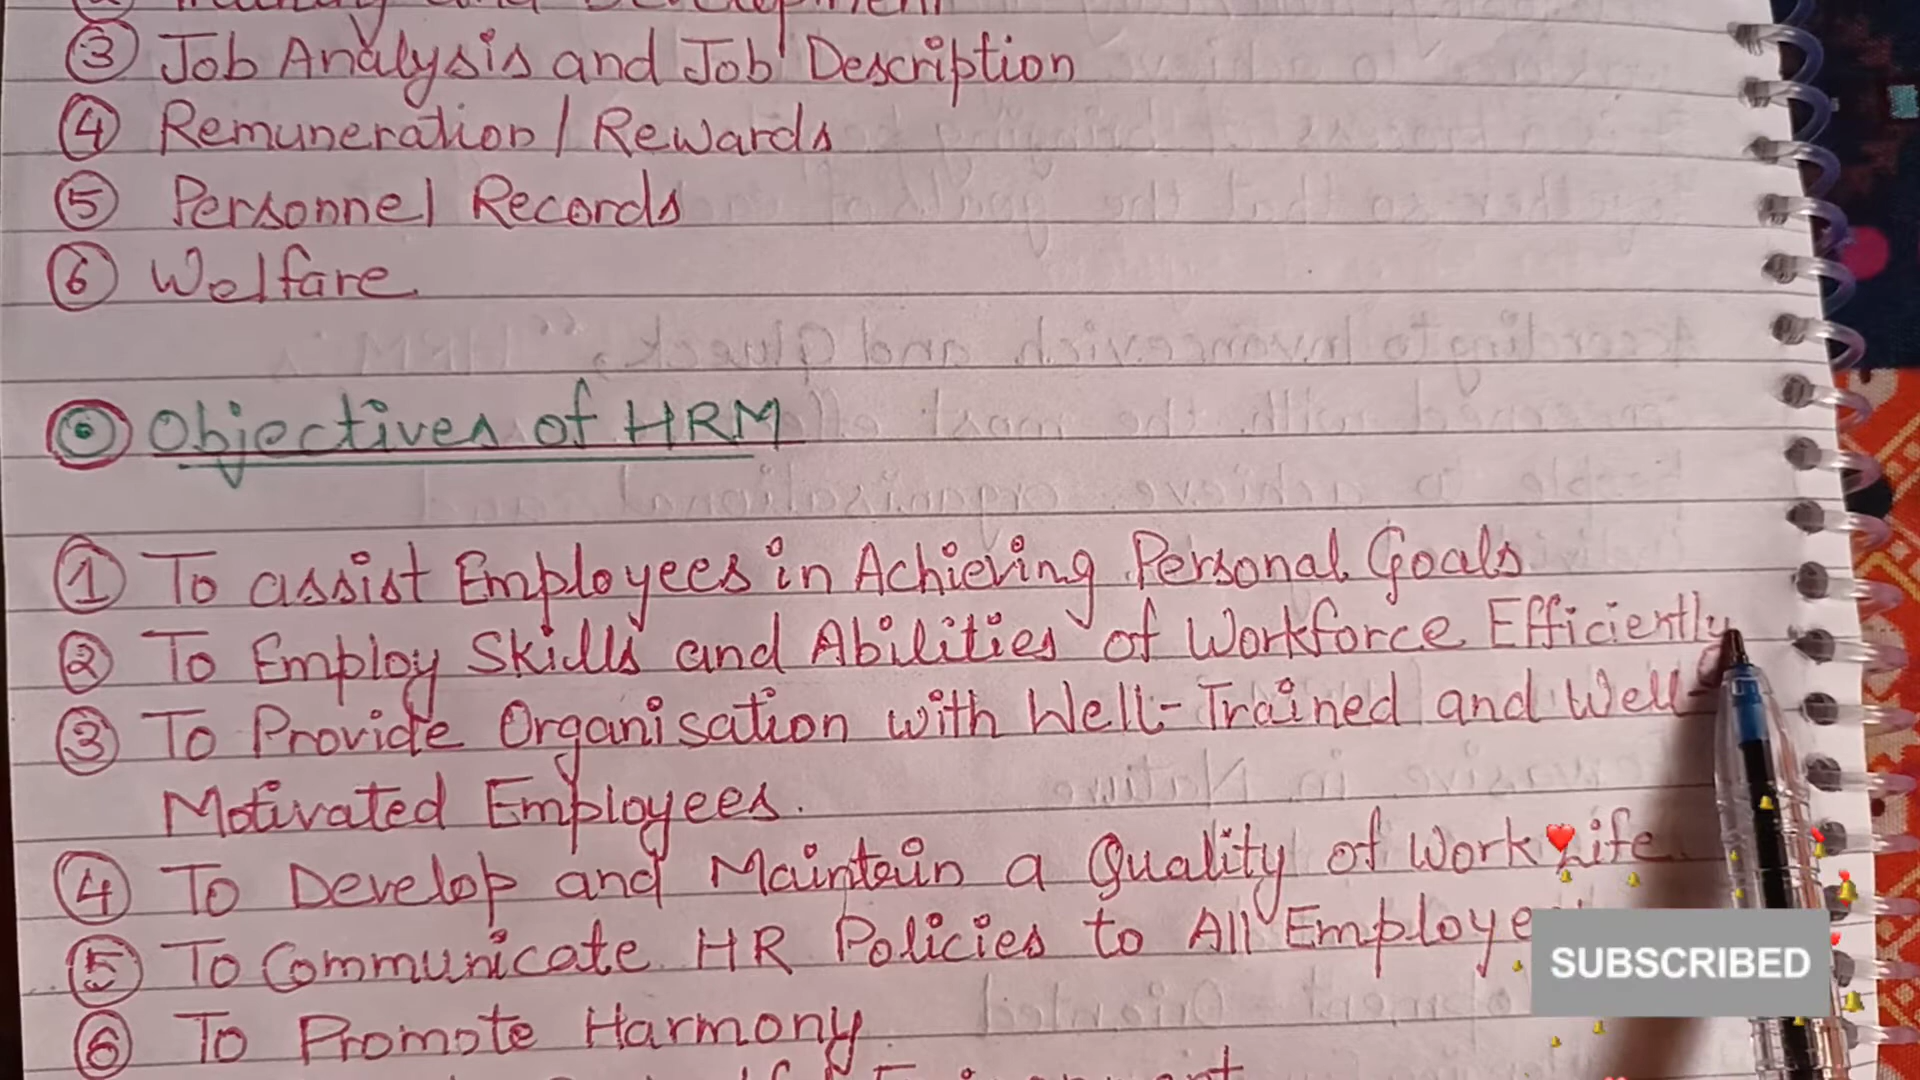 Training and Development
③ Job Analysis and Job Description
④ Remuneration / Rewards
⑤ Personnel Records
⑥ Welfare
Objectives of HRM
① To assist Employees in Achieving Personal Goals.
② To Employ Skills and Abilities of Workforce Efficiently
③ To Provide Organisation with Well-Trained and Well-
Motivated Employees.
④ To Develop and Maintain a Quality of Work Life.
⑤ To Communicate HR Policies to All
SUBSCRIBED
⑥ To Promote Harmony